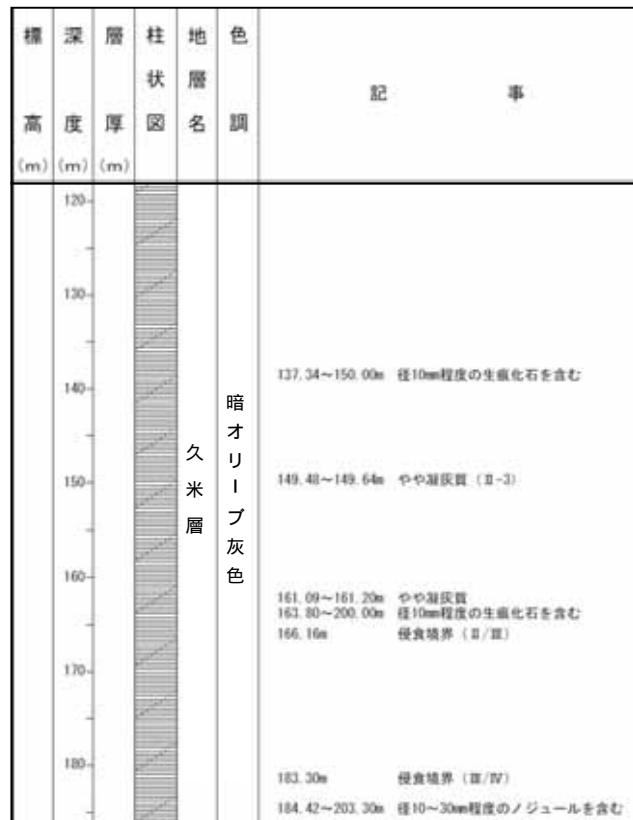 標高(m) 深度(m) 層厚(m) 柱状図 地層名 色調 記事
120
130
137.34~150.00m 径10mm程度の生痕化石を含む
140
暗オリーブ灰色
久米層
149.48~149.64m やや凝灰質(Ⅱ-3)
150
160
161.09~161.20m やや凝灰質
163.80~200.00m 径10mm程度の生痕化石を含む
166.16m 侵食境界(Ⅱ/Ⅲ)
170
180
183.30m 侵食境界(Ⅲ/Ⅳ)
184.42~203.30m 径10~30mm程度のノジュールを含む